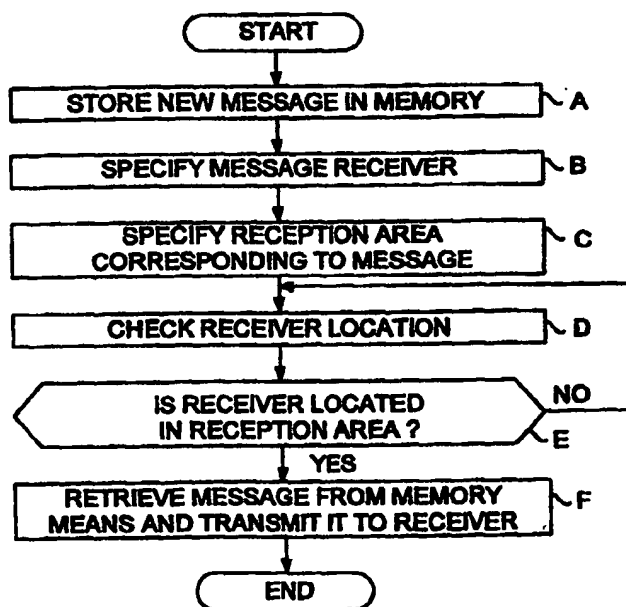 START
STORE NEW MESSAGE IN MEMORY A
SPECIFY MESSAGE RECEIVER B
SPECIFY RECEPTION AREA
CORRESPONDING TO MESSAGE C
CHECK RECEIVER LOCATION D
IS RECEIVER LOCATED
IN RECEPTION AREA ?
NO
E
YES
RETRIEVE MESSAGE FROM MEMORY
MEANS AND TRANSMIT IT TO RECEIVER F
END